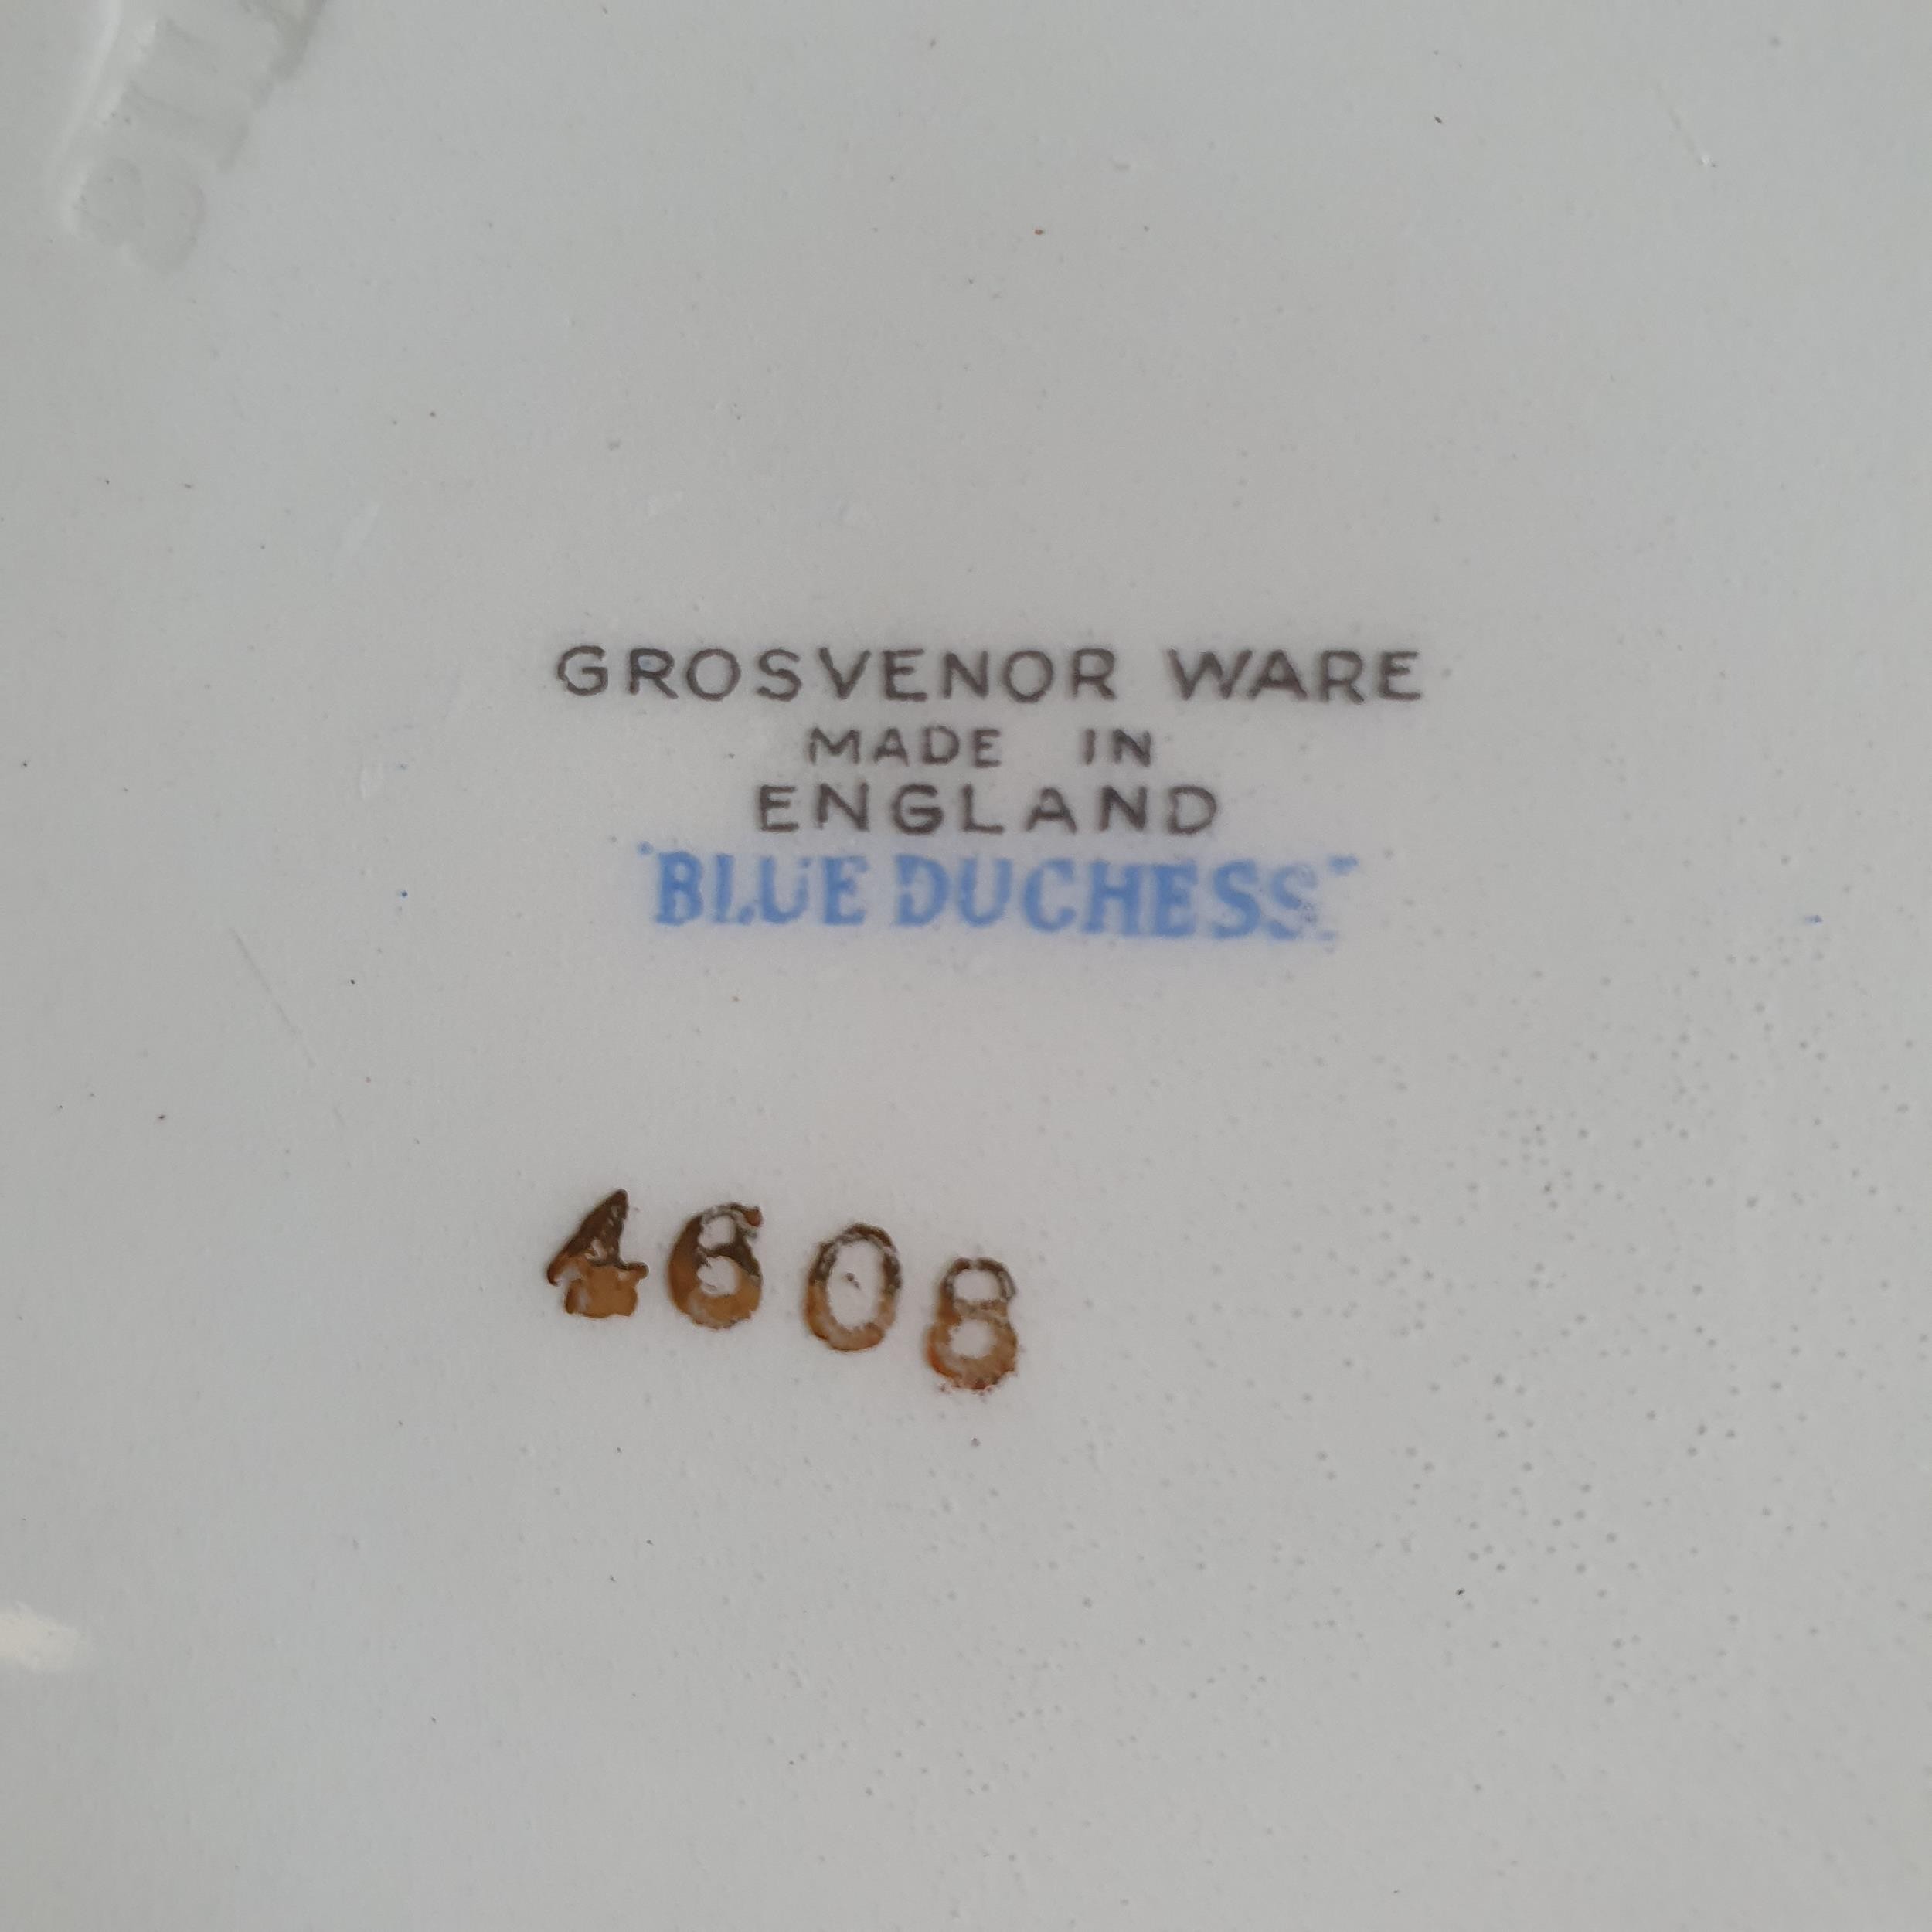 GROSVENOR WARE
MADE IN
ENGLAND
"BLUE DUCHESS"
4608